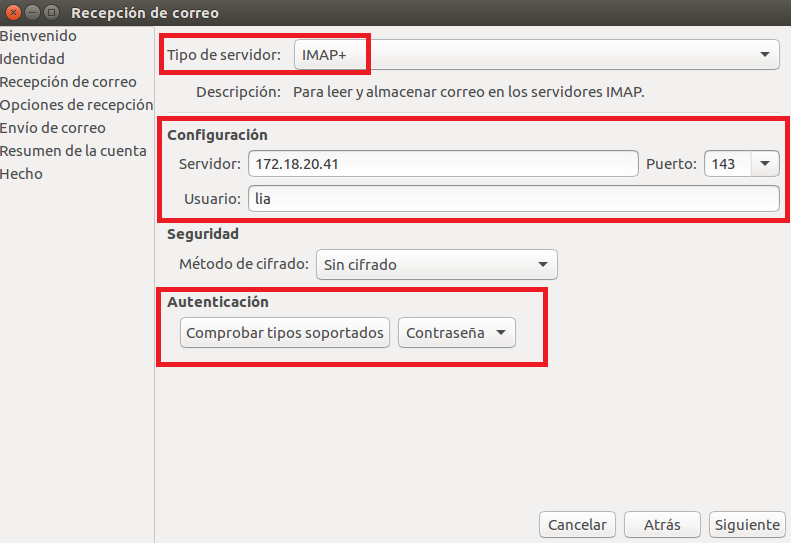 Recepción de correo
Bienvenido
Identidad
Recepción de correo
Opciones de recepción
Envío de correo
Resumen de la cuenta
Hecho
Tipo de servidor: IMAP+
Descripción: Para leer y almacenar correo en los servidores IMAP.
Configuración
Servidor: 172.18.20.41 Puerto: 143
Usuario: lia
Seguridad
Método de cifrado: Sin cifrado
Autenticación
Comprobar tipos soportados Contraseña
Cancelar Atrás Siguiente